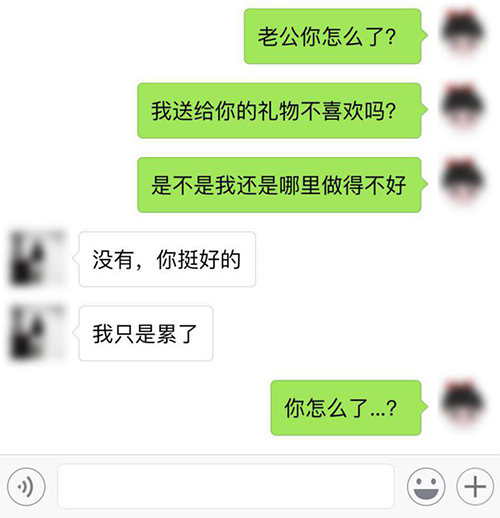 老公你怎么了？
我送给你的礼物不喜欢吗？
是不是我还是哪里做得不好
没有，你挺好的
我只是累了
你怎么了...？